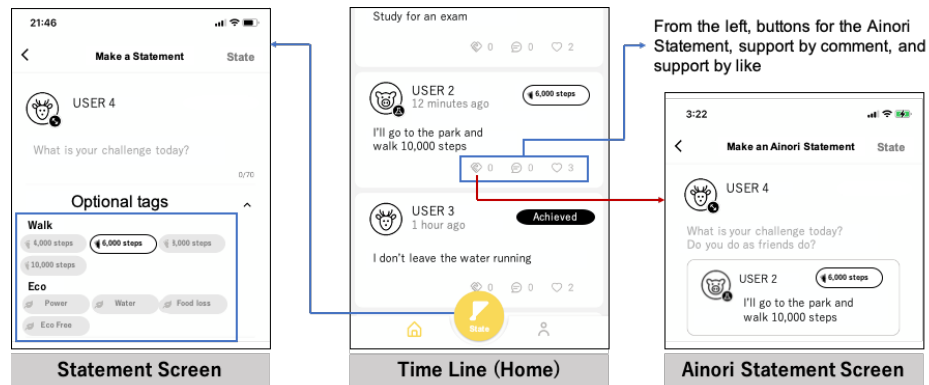 21:46
Make a Statement
State
USER 4
What is your challenge today?
0/70
Optional tags
Walk
steps
6,000 steps
steps
10,000 steps
Eco
Power
Water
Food loss
Eco Free
Statement Screen
Study for an exam
0
0
2
USER 2
12 minutes ago
6,000 steps
I'll go to the park and
walk 10,000 steps
0
0
3
USER 3
1 hour ago
Achieved
I don't leave the water running
0
0
2
State
Time Line (Home)
From the left, buttons for the Ainori
Statement, support by comment, and
support by like
3:22
Make an Ainori Statement
State
USER 4
What is your challenge today?
Do you do as friends do?
USER 2
6,000 steps
I'll go to the park and
walk 10,000 steps
Ainori Statement Screen